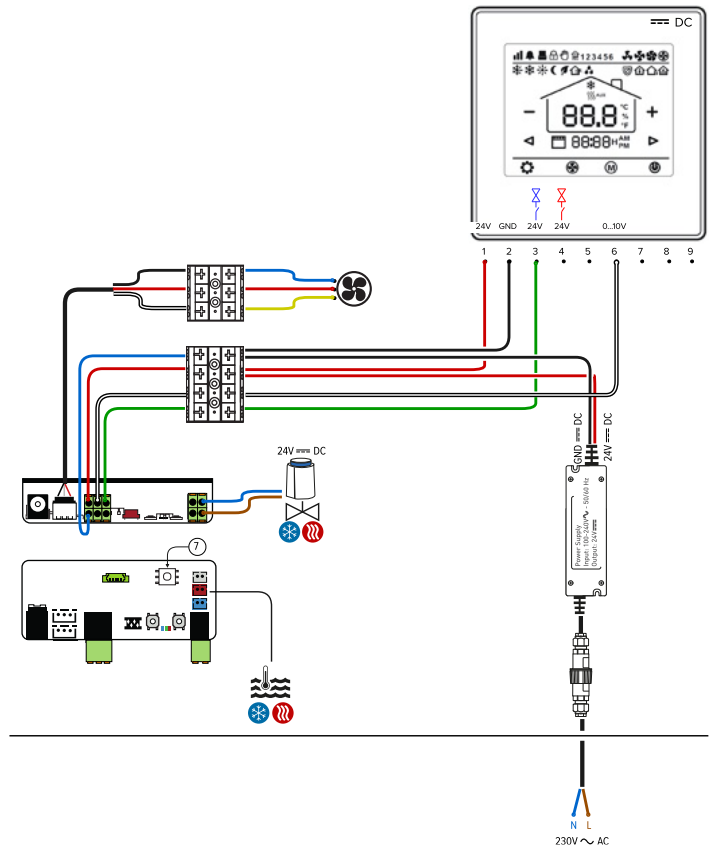 DC
123456
88.8 °C
%
°F
88:88 H AM
PM
M
24V GND 24V 24V 0...10V
1 2 3 4 5 6 7 8 9
GND DC
24V DC
24V DC
Power Supply
Input: 100-240V~ - 50/60 Hz
Output: 24V
7
N L
230V ~ AC